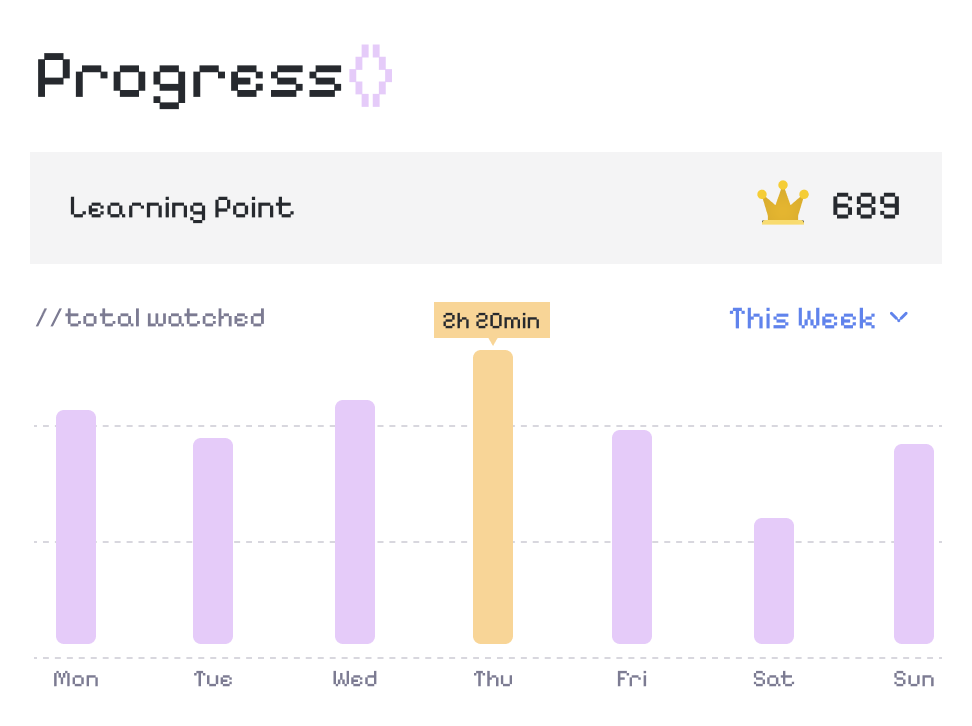 Progress()
Learning Point
689
//total watched
2h 20min
This Week
Mon Tue Wed Thu Fri Sat Sun